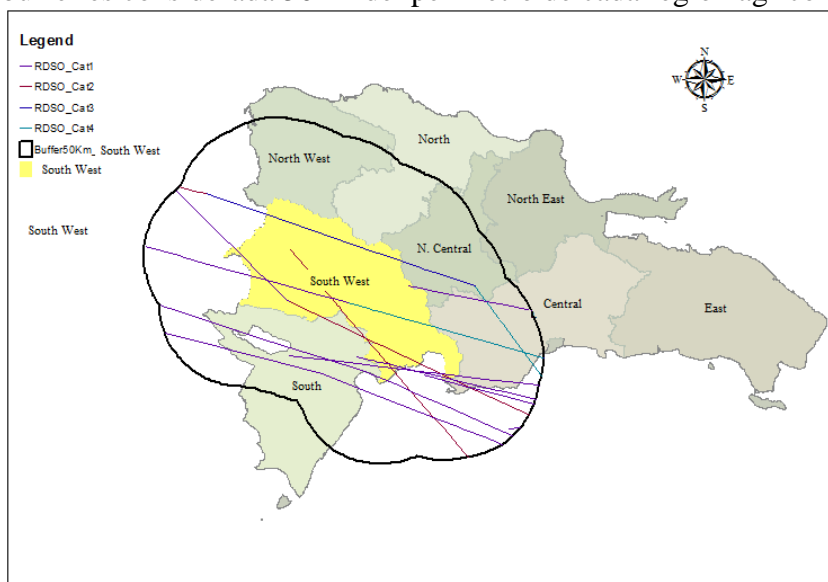 Legend
RDSO_Cat1
RDSO_Cat2
RDSO_Cat3
RDSO_Cat4
Buffer50Km_ South West
South West
South West
N
W E
S
North
North West
North East
N. Central
South West
Central
East
South